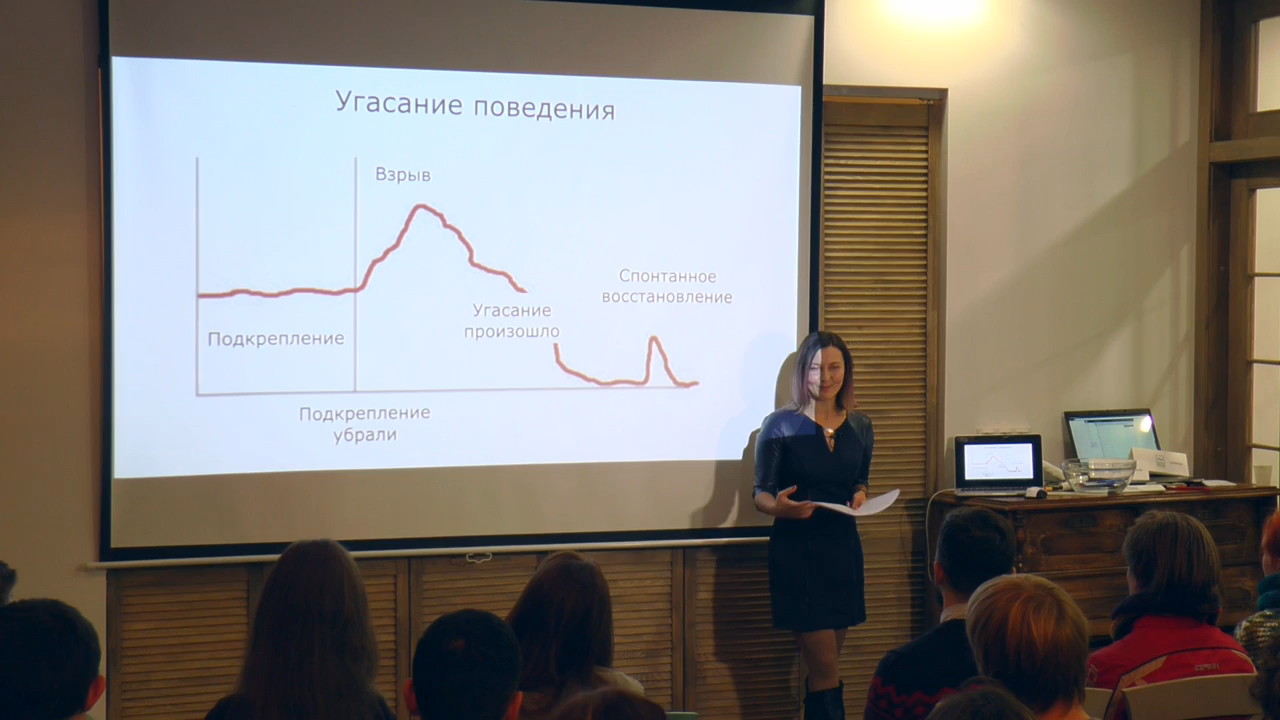 Угасание поведения
Взрыв
Спонтанное
восстановление
Угасание
произошло
Подкрепление
Подкрепление
убрали